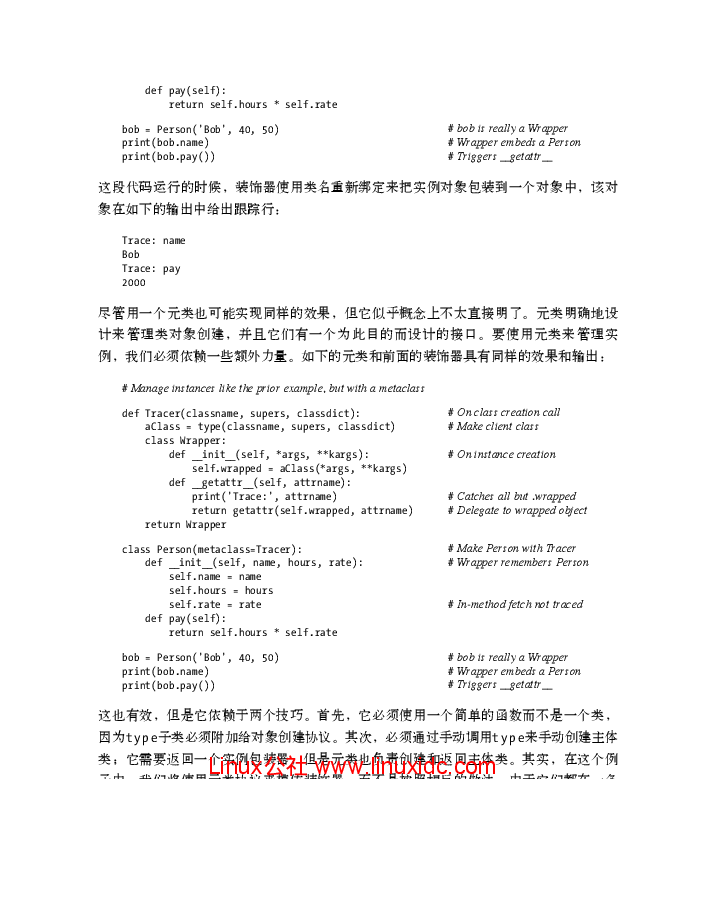 def pay(self):
        return self.hours * self.rate
bob = Person('Bob', 40, 50)    # bob is really a Wrapper
print(bob.name)    # Wrapper embeds a Person
print(bob.pay())    # Triggers __getattr__
这段代码运行的时候，装饰器使用类名重新绑定来把实例对象包装到一个对象中，该对
象在如下的输出中给出跟踪行：
Trace: name
Bob
Trace: pay
2000
尽管用一个元类也可能实现同样的效果，但它似乎概念上不太直接明了。元类明确地设
计来管理类对象创建，并且它们有一个为此目的而设计的接口。要使用元类来管理实
例，我们必须依赖一些额外力量。如下的元类和前面的装饰器具有同样的效果和输出：
# Manage instances like the prior example, but with a metaclass
def Tracer(classname, supers, classdict):    # On class creation call
    aClass = type(classname, supers, classdict)    # Make client class
    class Wrapper:
        def __init__(self, *args, **kargs):    # On instance creation
            self.wrapped = aClass(*args, **kargs)
        def __getattr__(self, attrname):
            print('Trace:', attrname)    # Catches all but .wrapped
            return getattr(self.wrapped, attrname)    # Delegate to wrapped object
    return Wrapper
class Person(metaclass=Tracer):    # Make Person with Tracer
    def __init__(self, name, hours, rate):    # Wrapper remembers Person
        self.name = name
        self.hours = hours
        self.rate = rate    # In-method fetch not traced
    def pay(self):
        return self.hours * self.rate
bob = Person('Bob', 40, 50)    # bob is really a Wrapper
print(bob.name)    # Wrapper embeds a Person
print(bob.pay())    # Triggers __getattr__
这也有效，但是它依赖于两个技巧。首先，它必须使用一个简单的函数而不是一个类，
因为type子类必须附加给对象创建协议。其次，必须通过手动调用type来手动创建主体
类；它需要返回一个实例包装器，但是元类也负责创建和返回主体类。其实，在这个例
Linux公社 www.linuxidc.com